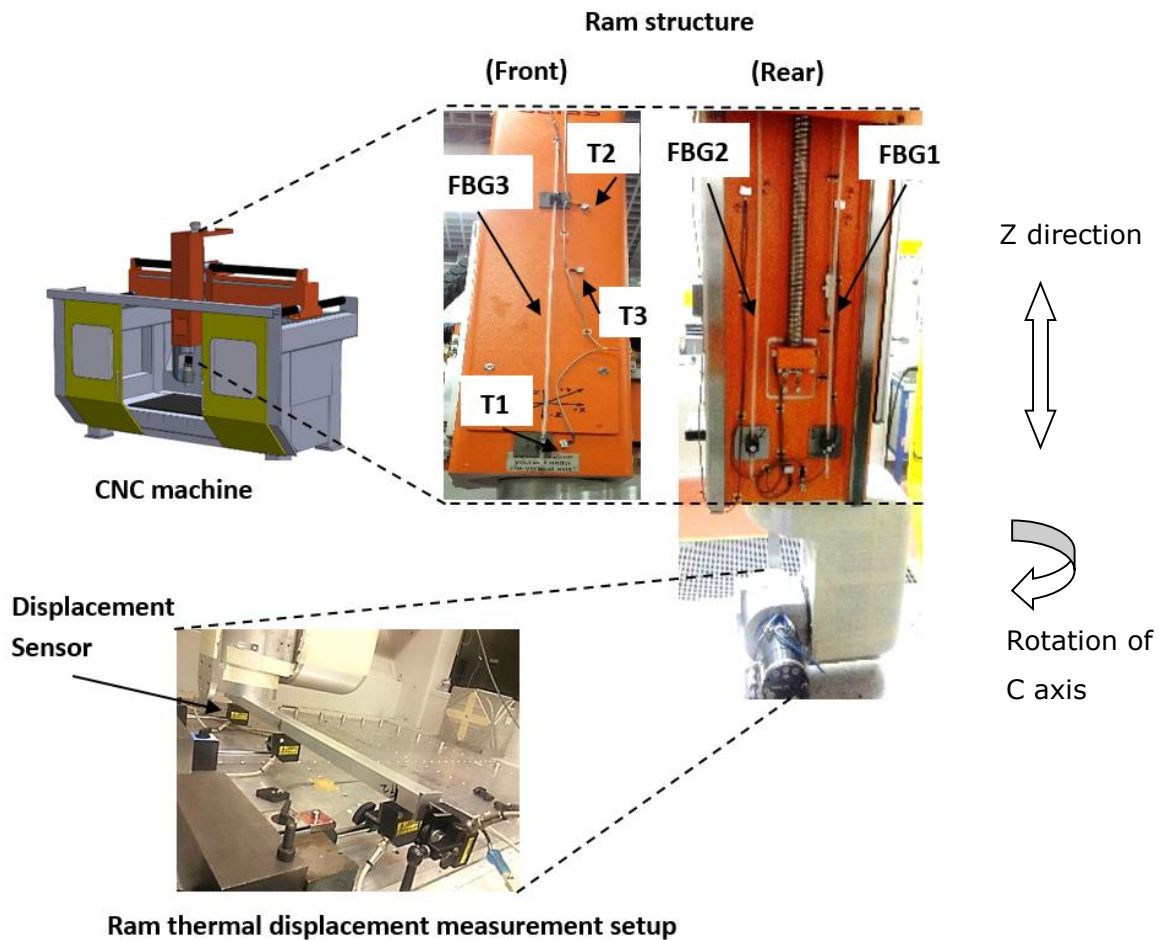 Ram structure
(Front)
(Rear)
T2
FBG2
FBG1
FBG3
Z direction
T3
T1
CNC machine
Displacement
Sensor
Rotation of
C axis
Ram thermal displacement measurement setup